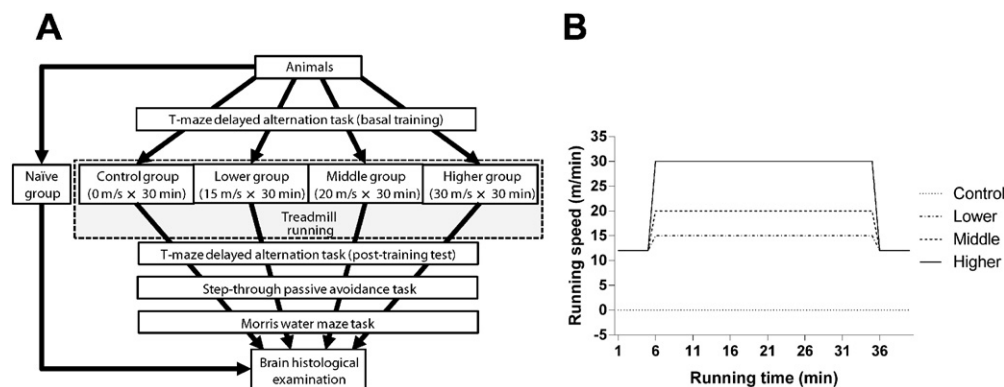 A
Animals
T-maze delayed alternation task (basal training)
Naïve
group
Control group
(0 m/s × 30 min)
Lower group
(15 m/s × 30 min)
Middle group
(20 m/s × 30 min)
Higher group
(30 m/s × 30 min)
Treadmill
running
T-maze delayed alternation task (post-training test)
Step-through passive avoidance task
Morris water maze task
Brain histological
examination
B
Running speed (m/min)
35
30
25
20
15
10
5
0
-5
1 6 11 16 21 26 31 36
Running time (min)
Control
Lower
Middle
Higher